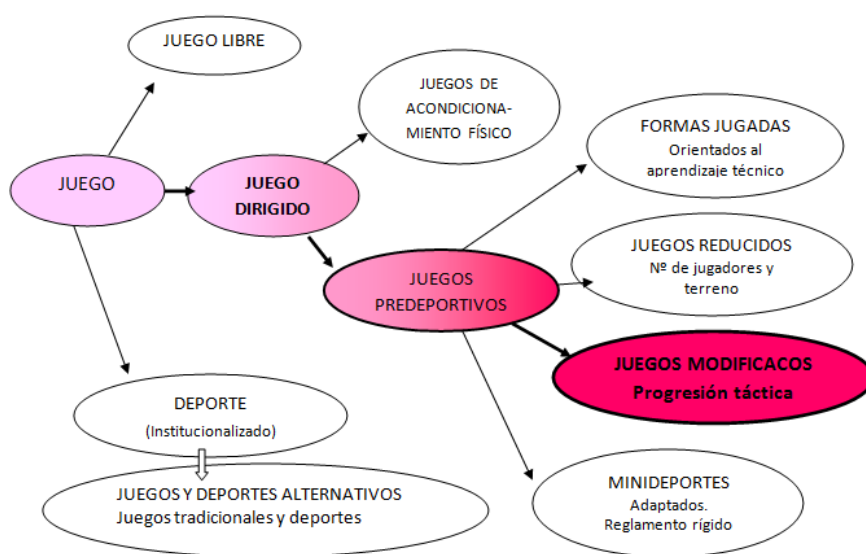 JUEGO LIBRE
JUEGOS DE
ACONDICIONA-
MIENTO FÍSICO
FORMAS JUGADAS
Orientados al
aprendizaje técnico
JUEGO
JUEGO
DIRIGIDO
JUEGOS REDUCIDOS
Nº de jugadores y
terreno
JUEGOS
PREDEPORTIVOS
JUEGOS MODIFICACOS
Progresión táctica
DEPORTE
(Institucionalizado)
JUEGOS Y DEPORTES ALTERNATIVOS
Juegos tradicionales y deportes
MINIDEPORTES
Adaptados.
Reglamento rígido